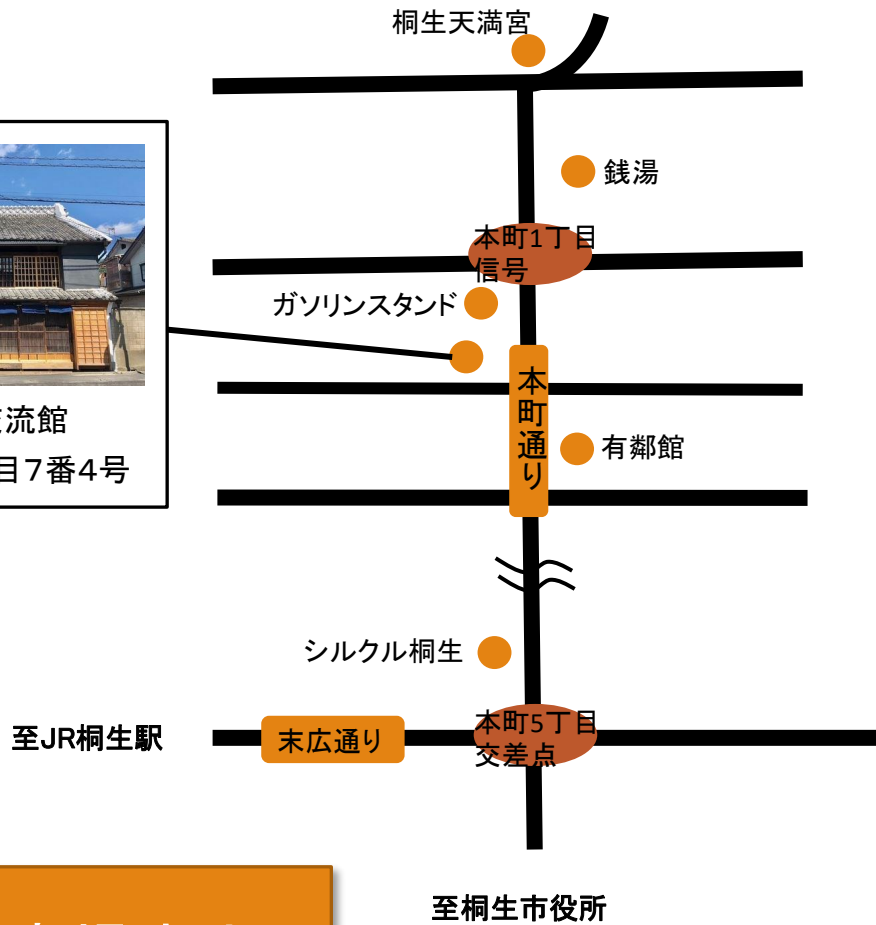 桐生天満宮
銭湯
本町1丁目
信号
ガソリンスタンド
流館
目7番4号
本町通り
有鄰館
シルクル桐生
至JR桐生駅
末広通り
本町5丁目
交差点
至桐生市役所